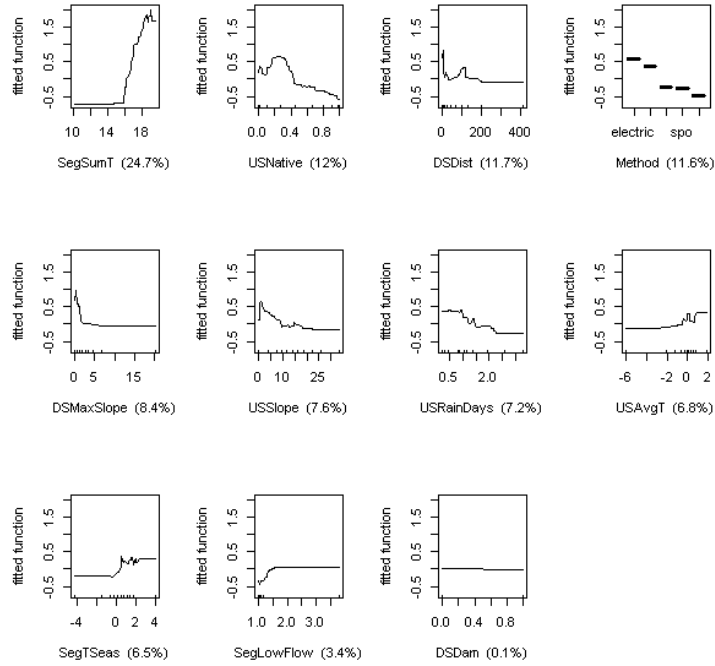 fitted function
-0.5 0.5 1.5
10 14 18
SegSumT (24.7%)
fitted function
-0.5 0.5 1.5
0.0 0.4 0.8
USNative (12%)
fitted function
-0.5 0.5 1.5
0 200 400
DSDist (11.7%)
fitted function
-0.5 0.5 1.5
electric spo
Method (11.6%)
fitted function
-0.5 0.5 1.5
0 5 15
DSMaxSlope (8.4%)
fitted function
-0.5 0.5 1.5
0 10 25
USSlope (7.6%)
fitted function
-0.5 0.5 1.5
0.5 2.0
USRainDays (7.2%)
fitted function
-0.5 0.5 1.5
-6 -2 0 2
USAvgT (6.8%)
fitted function
-0.5 0.5 1.5
-4 0 2 4
SegTSeas (6.5%)
fitted function
-0.5 0.5 1.5
1.0 2.0 3.0
SegLowFlow (3.4%)
fitted function
-0.5 0.5 1.5
0.0 0.4 0.8
DSDam (0.1%)